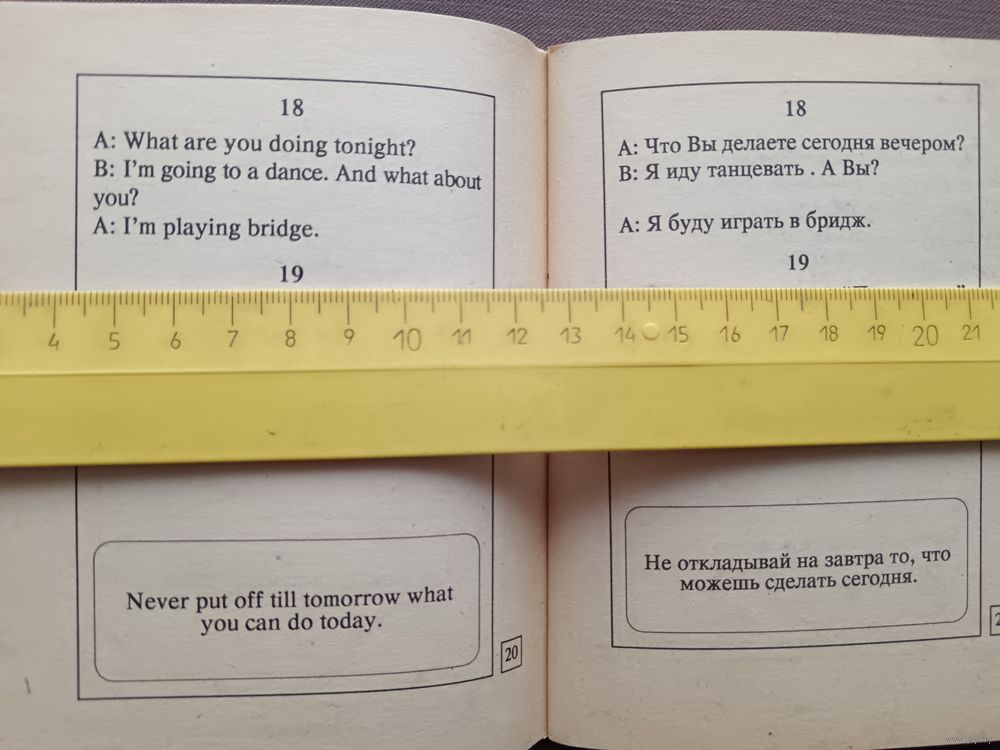 18
A: What are you doing tonight?
B: I'm going to a dance. And what about
you?
A: I'm playing bridge.
19
Never put off till tomorrow what
you can do today.
20
18
А: Что Вы делаете сегодня вечером?
В: Я иду танцевать . А Вы?
А: Я буду играть в бридж.
19
Не откладывай на завтра то, что
можешь сделать сегодня.
4 5 6 7 8 9 10 11 12 13 14 15 16 17 18 19 20 21